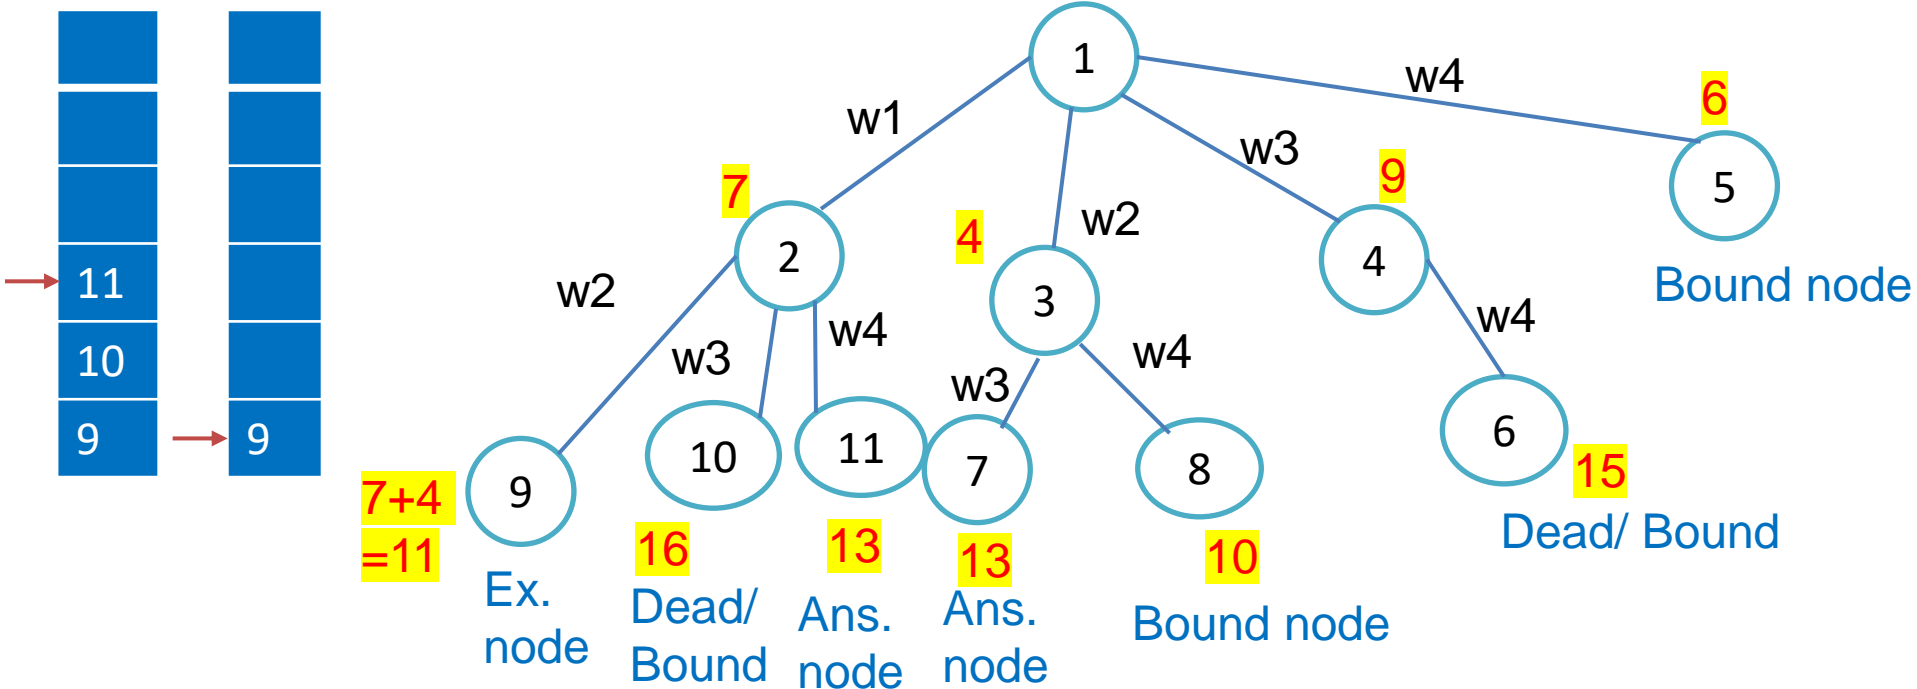 11
10
9
9
1
w1
w2
w3
w4
7
4
9
6
2
3
4
5
Bound node
w2
w3
w4
w3
w4
w4
9
10
11
7
8
6
7+4
=11
16
13
13
10
15
Ex.
node
Dead/
Bound
Ans.
node
Ans.
node
Bound node
Dead/ Bound